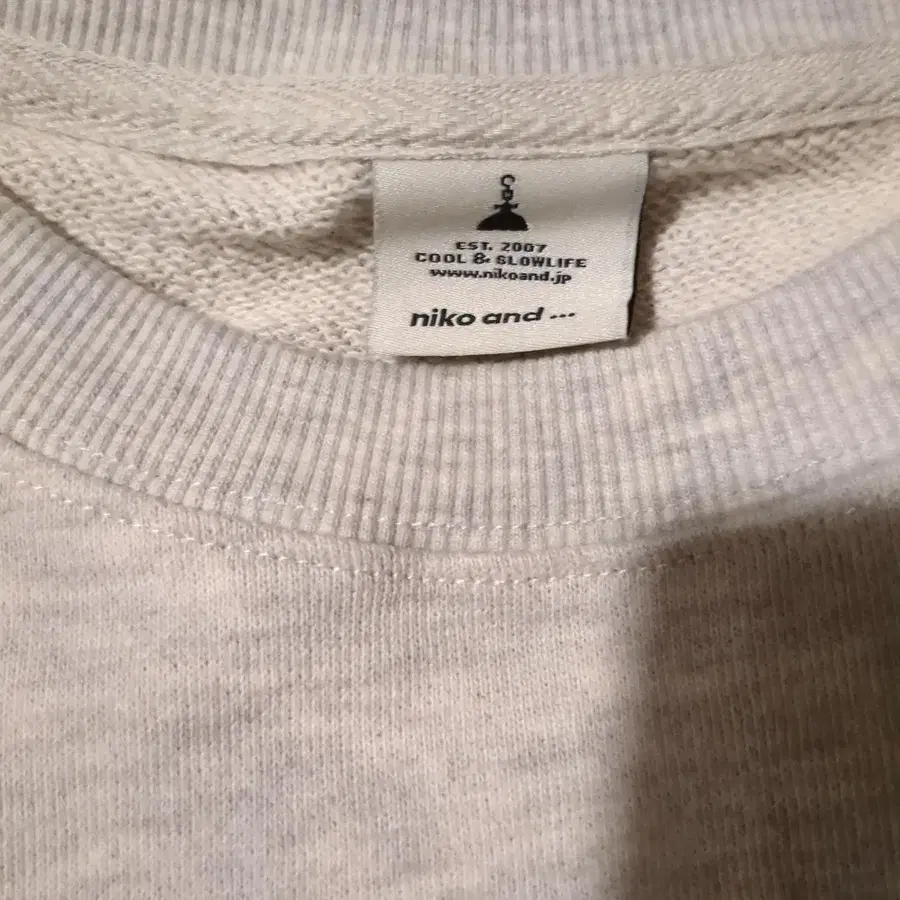 EST. 2007
COOL & SLOWLIFE
www.nikoand.jp
niko and ...